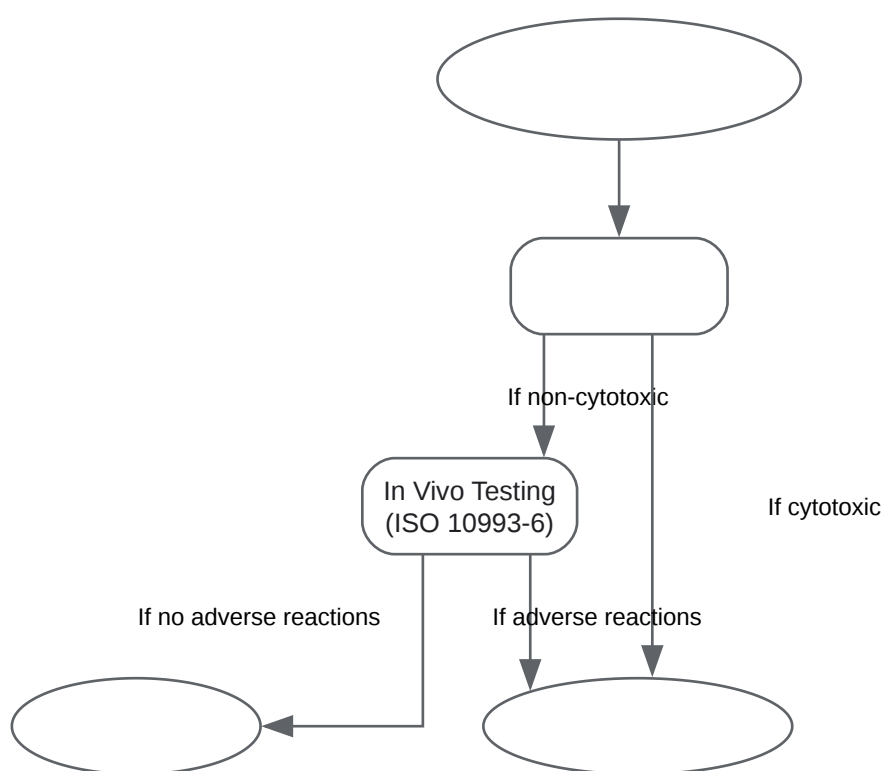 If non-cytotoxic
In Vivo Testing
(ISO 10993-6)
If cytotoxic
If no adverse reactions
If adverse reactions